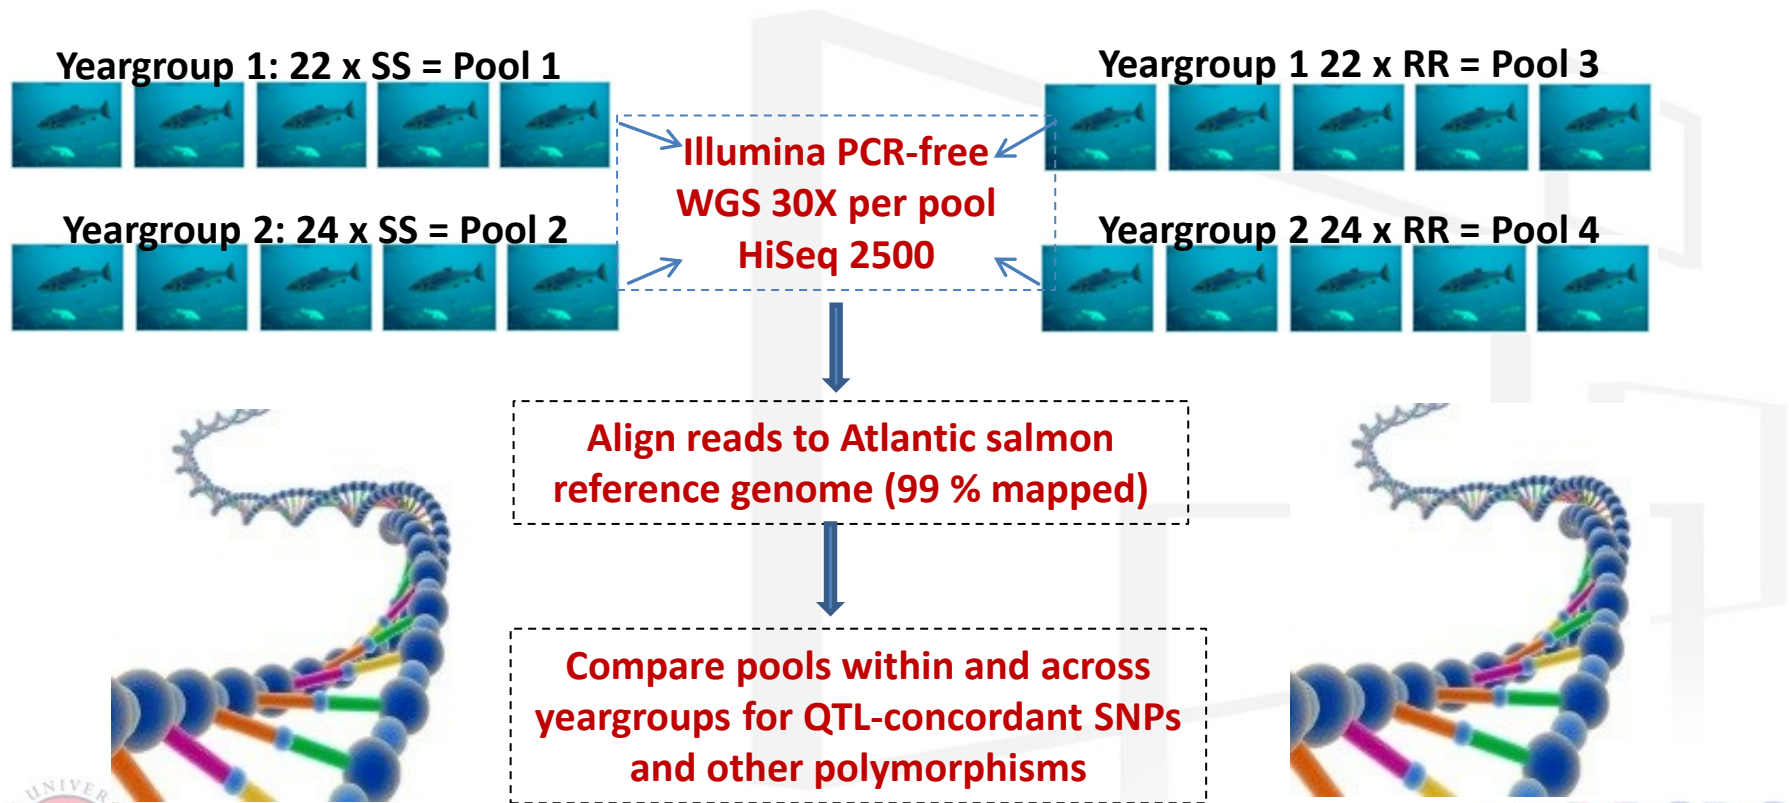 Yeargroup 1: 22 x SS = Pool 1
Yeargroup 1 22 x RR = Pool 3
Illumina PCR-free
WGS 30X per pool
HiSeq 2500
Yeargroup 2: 24 x SS = Pool 2
Yeargroup 2 24 x RR = Pool 4
Align reads to Atlantic salmon
reference genome (99 % mapped)
Compare pools within and across
yeargroups for QTL-concordant SNPs
and other polymorphisms